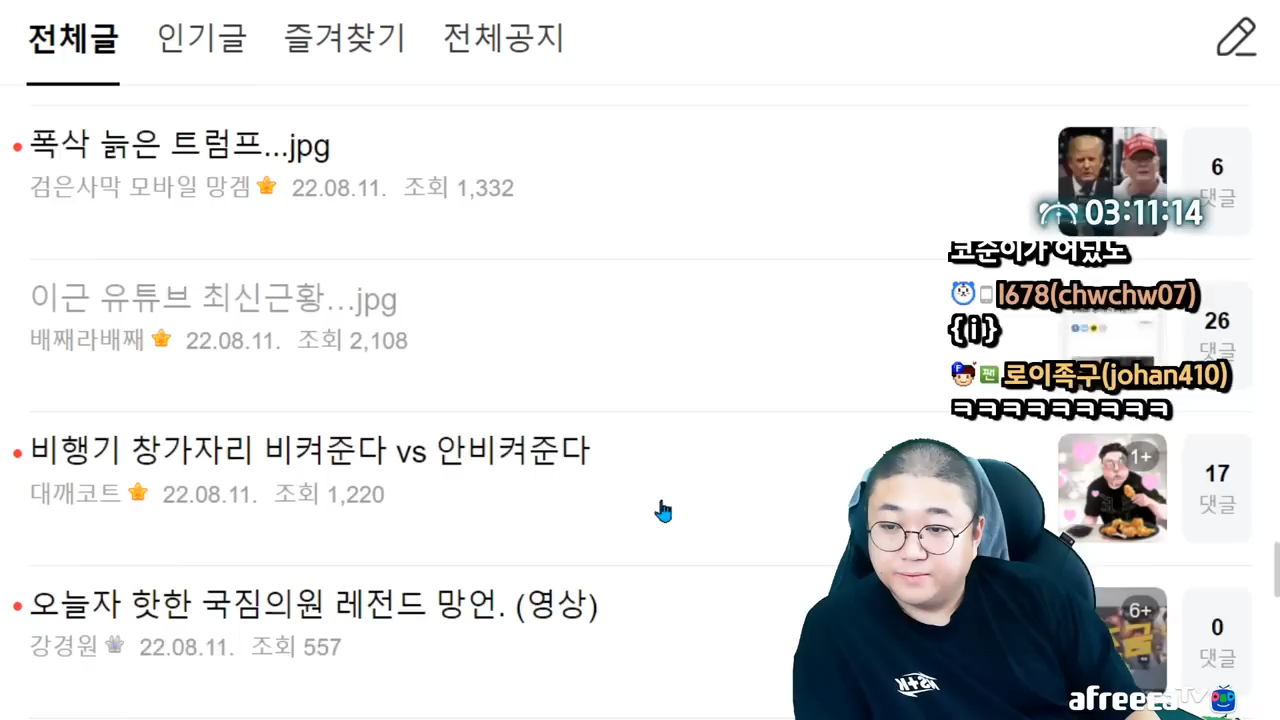 전체글 인기글 즐겨찾기 전체공지
폭삭 늙은 트럼프...jpg
검은사막 모바일 망겜 22.08.11. 조회 1,332
6
댓글
03:11:14
이근 유튜브 최신근황...jpg
배째라배째 22.08.11. 조회 2,108
26
댓글
l678(chwchw07)
{i}
로이족구(johan410)
ㅋㅋㅋㅋㅋㅋㅋㅋㅋ
비행기 창가자리 비켜준다 vs 안비켜준다
대깨코트 22.08.11. 조회 1,220
1+
17
댓글
오늘자 핫한 국짐의원 레전드 망언. (영상)
강경원 22.08.11. 조회 557
6+
0
댓글
afreecaTV